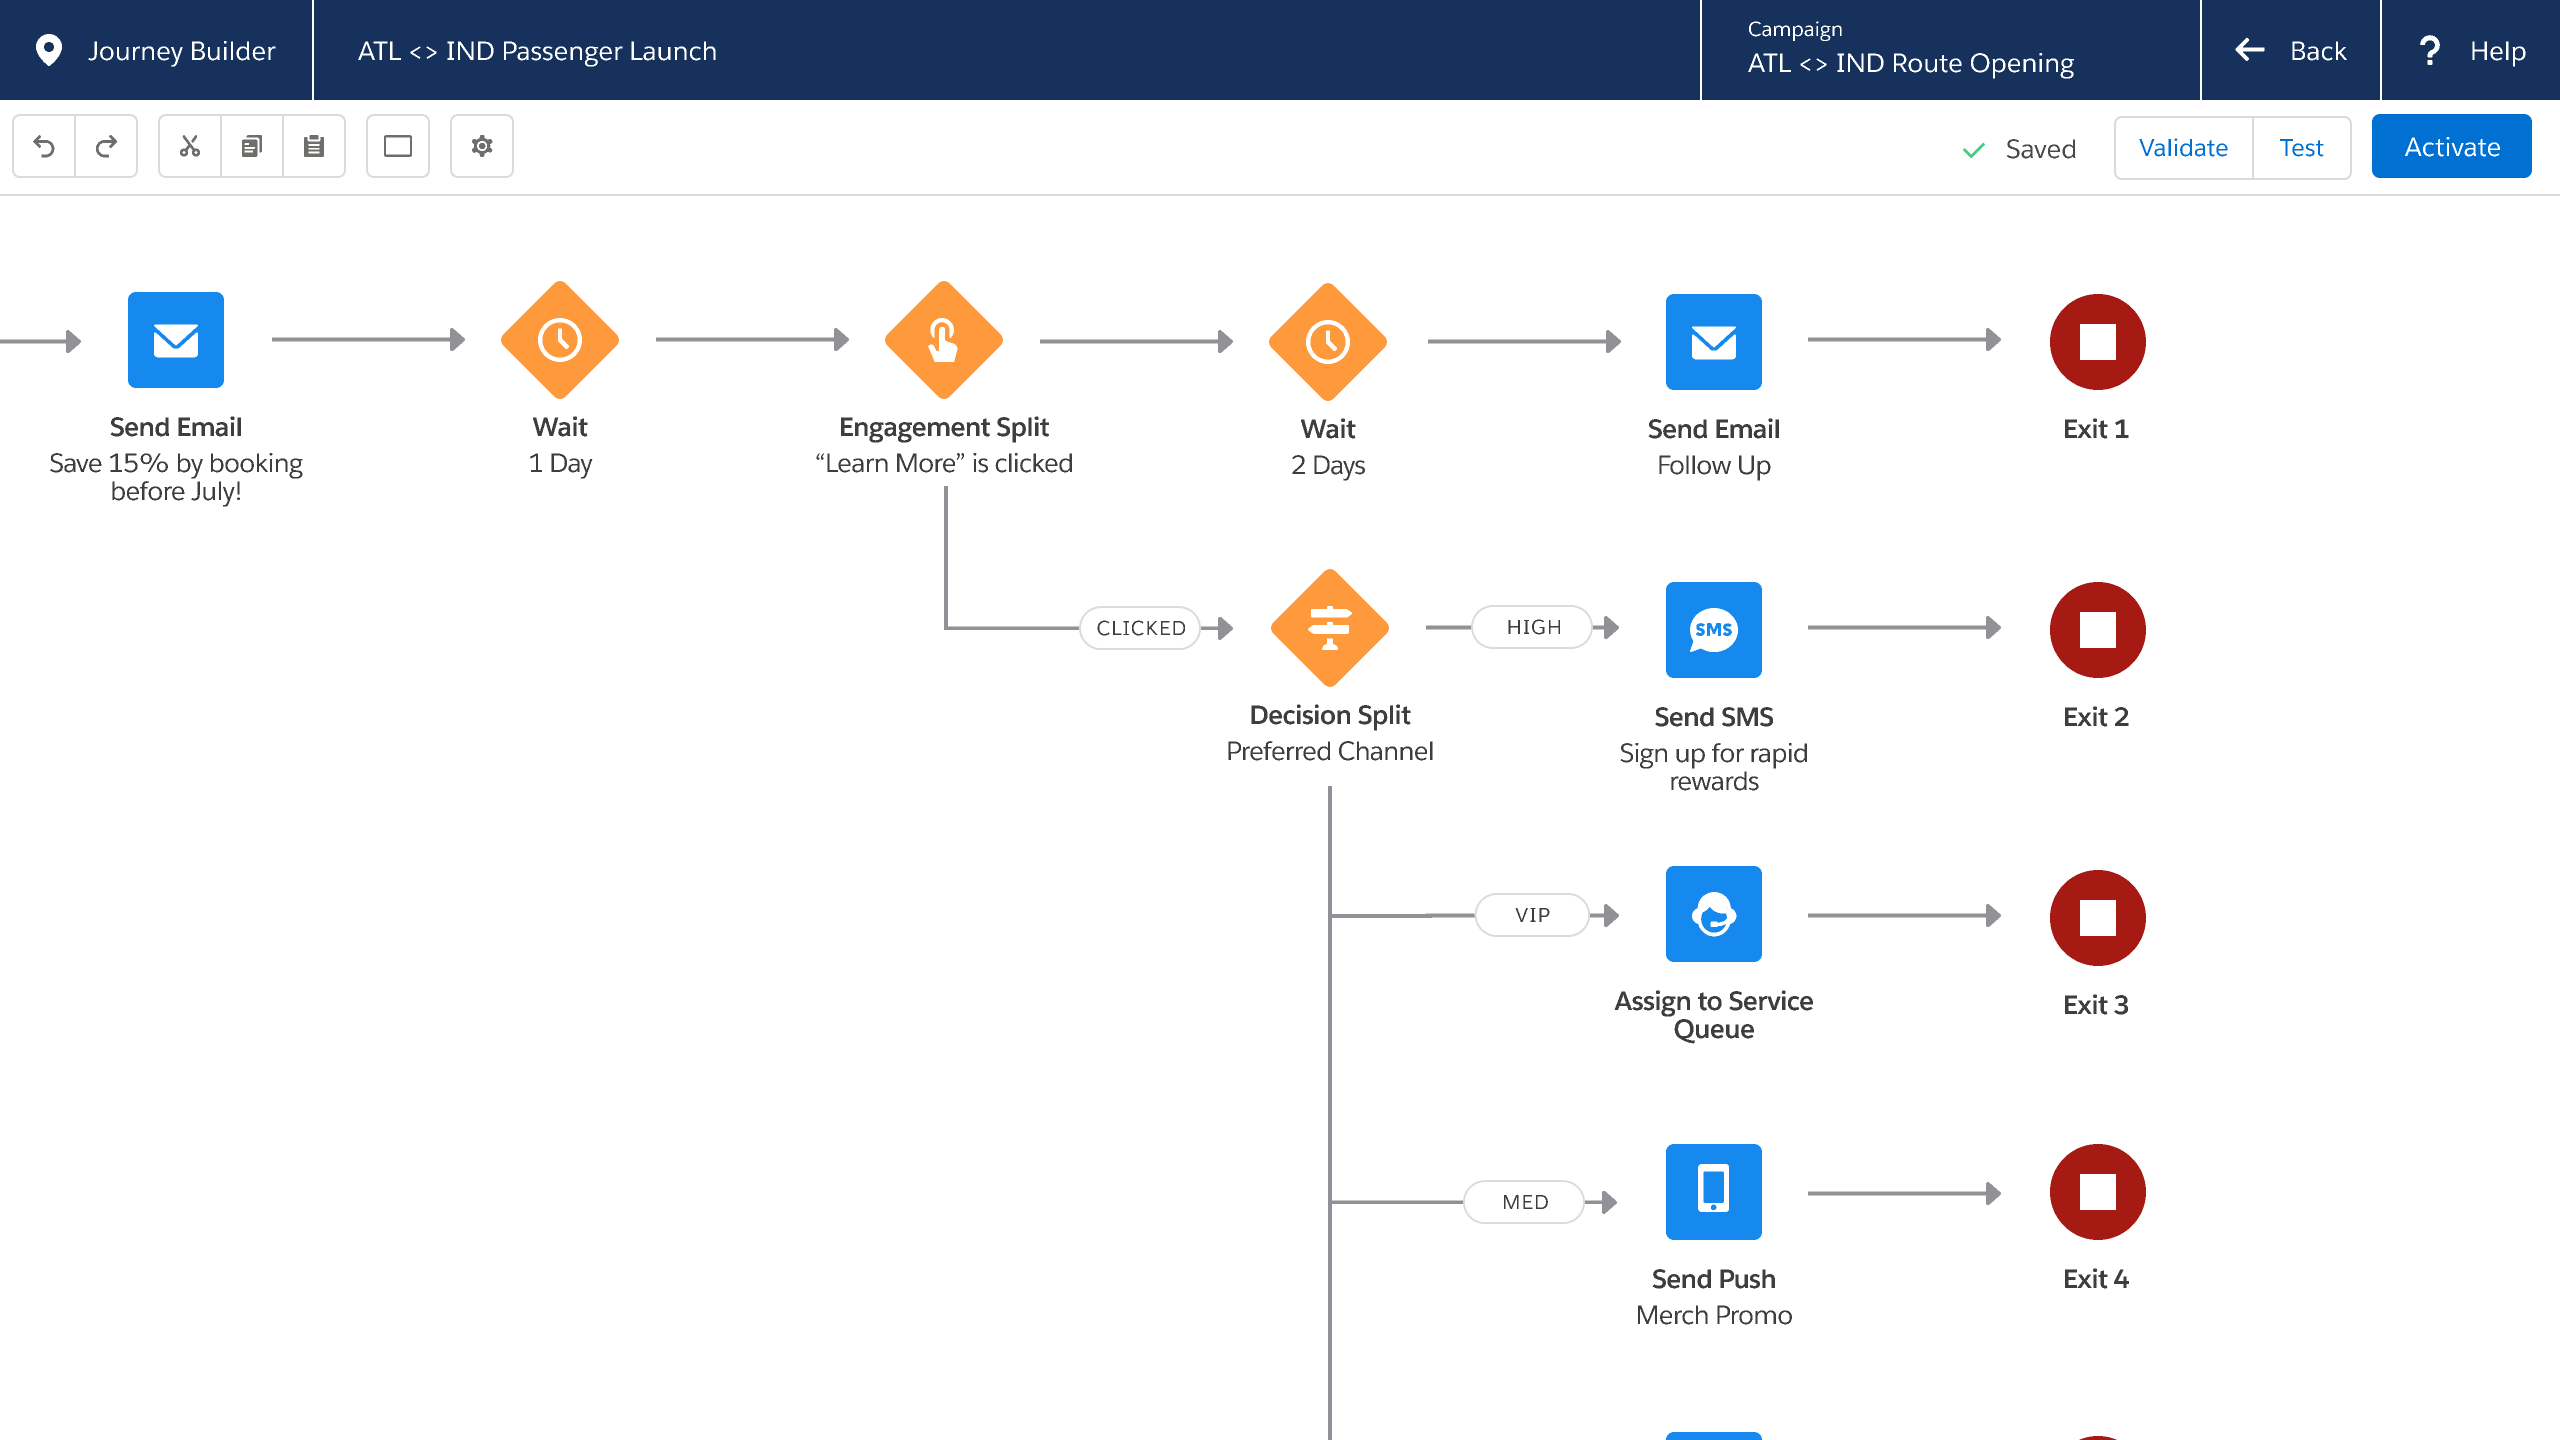 Journey Builder
ATL <> IND Passenger Launch
Campaign
ATL <> IND Route Opening
Back
? Help
Saved
Validate
Test
Activate
Send Email
Save 15% by booking
before July!
Wait
1 Day
Engagement Split
“Learn More” is clicked
Wait
2 Days
Send Email
Follow Up
Exit 1
CLICKED
Decision Split
Preferred Channel
HIGH
SMS
Send SMS
Sign up for rapid
rewards
Exit 2
VIP
Assign to Service
Queue
Exit 3
MED
Send Push
Merch Promo
Exit 4